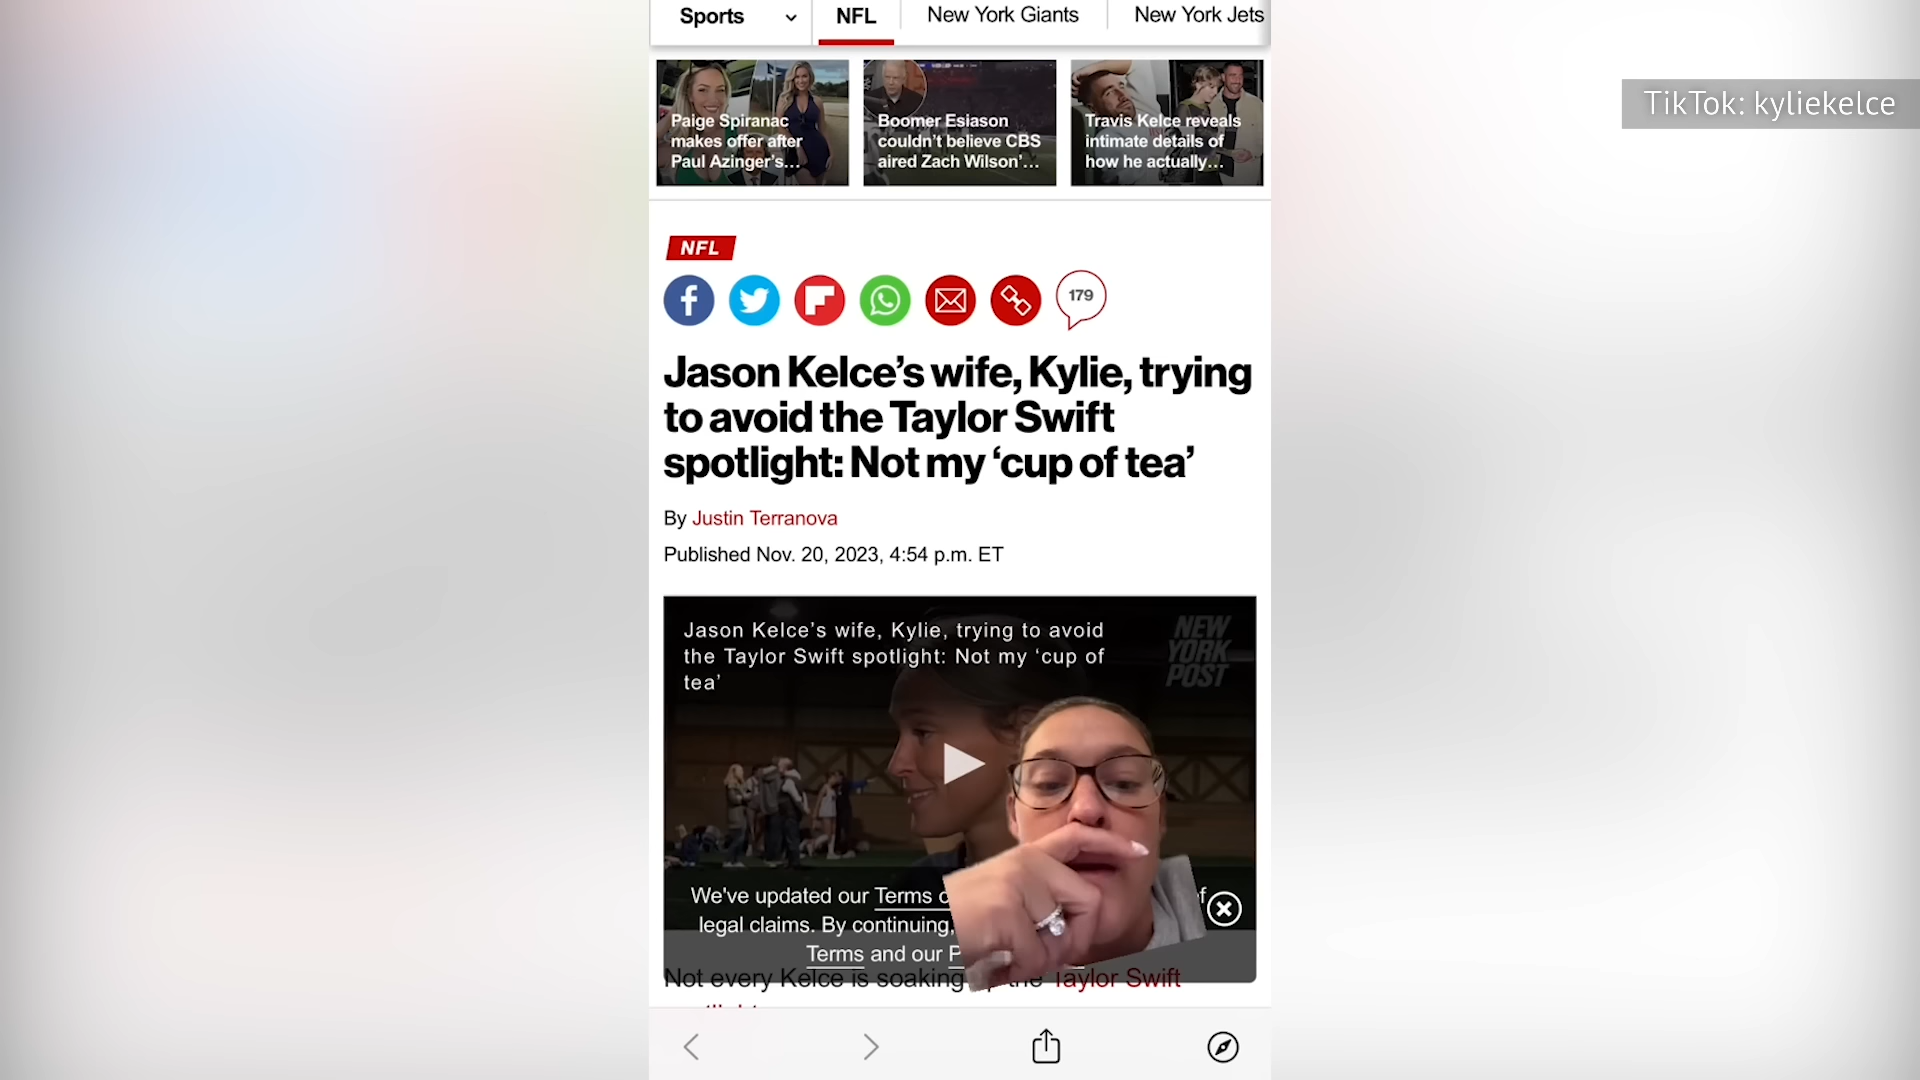 Sports
NFL
New York Giants
New York Jets
TikTok: kyliekelce
Paige Spiranac
makes offer after
Paul Azinger's...
Boomer Esiason
couldn't believe CBS
aired Zach Wilson'...
Travis Kelce reveals
intimate details of
how he actually...
NFL
179
Jason Kelce’s wife, Kylie, trying
to avoid the Taylor Swift
spotlight: Not my ‘cup of tea’
By Justin Terranova
Published Nov. 20, 2023, 4:54 p.m. ET
Jason Kelce’s wife, Kylie, trying to avoid
the Taylor Swift spotlight: Not my ‘cup of
tea’
NEW
YORK
POST
We've updated our Terms
legal claims. By continuing,
Terms and our
Not every Kelce is soaking the Taylor Swift